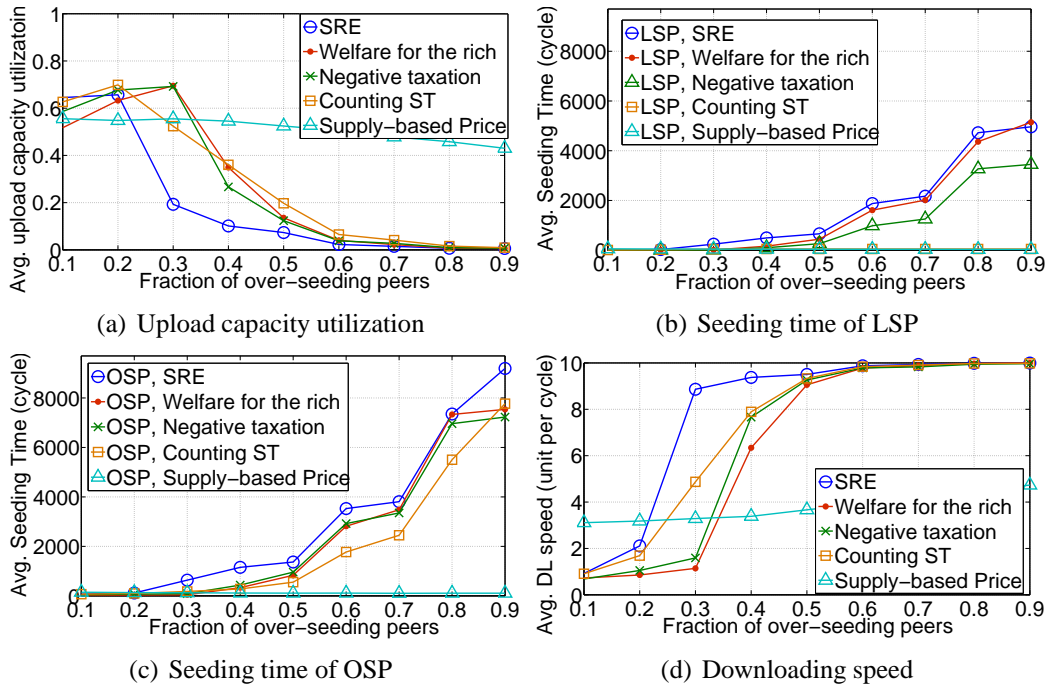 SRE
Welfare for the rich
Negative taxation
Counting ST
Supply−based Price
Avg. upload capacity utilizatoin
1
0.8
0.6
0.4
0.2
0
0.1 0.2 0.3 0.4 0.5 0.6 0.7 0.8 0.9
Fraction of over−seeding peers
(a) Upload capacity utilization
LSP, SRE
LSP, Welfare for the rich
LSP, Negative taxation
LSP, Counting ST
LSP, Supply−based Price
Avg. Seeding Time (cycle)
8000
6000
4000
2000
0
0.1 0.2 0.3 0.4 0.5 0.6 0.7 0.8 0.9
Fraction of over−seeding peers
(b) Seeding time of LSP
OSP, SRE
OSP, Welfare for the rich
OSP, Negative taxation
OSP, Counting ST
OSP, Supply−based Price
Avg. Seeding Time (cycle)
8000
6000
4000
2000
0
0.1 0.2 0.3 0.4 0.5 0.6 0.7 0.8 0.9
Fraction of over−seeding peers
(c) Seeding time of OSP
Avg. DL speed (unit per cycle)
10
8
6
4
2
0
SRE
Welfare for the rich
Negative taxation
Counting ST
Supply−based Price
0.1 0.2 0.3 0.4 0.5 0.6 0.7 0.8 0.9
Fraction of over−seeding peers
(d) Downloading speed